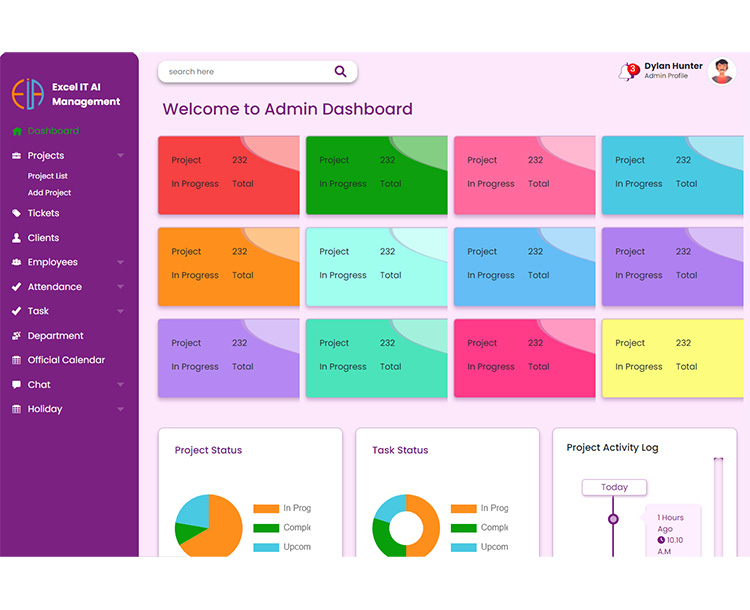 Excel IT AI
Management
Dashboard
Projects
Project List
Add Project
Tickets
Clients
Employees
Attendance
Task
Department
Official Calendar
Chat
Holiday
search here
3
Dylan Hunter
Admin Profile
Welcome to Admin Dashboard
Project 232 Project 232 Project 232 Project 232
In Progress Total In Progress Total In Progress Total In Progress Total
Project 232 Project 232 Project 232 Project 232
In Progress Total In Progress Total In Progress Total In Progress Total
Project 232 Project 232 Project 232 Project 232
In Progress Total In Progress Total In Progress Total In Progress Total
Project Status
In Prog
Comple
Upcom
Task Status
In Prog
Comple
Upcom
Project Activity Log
Today
1 Hours
Ago
10.10
A.M